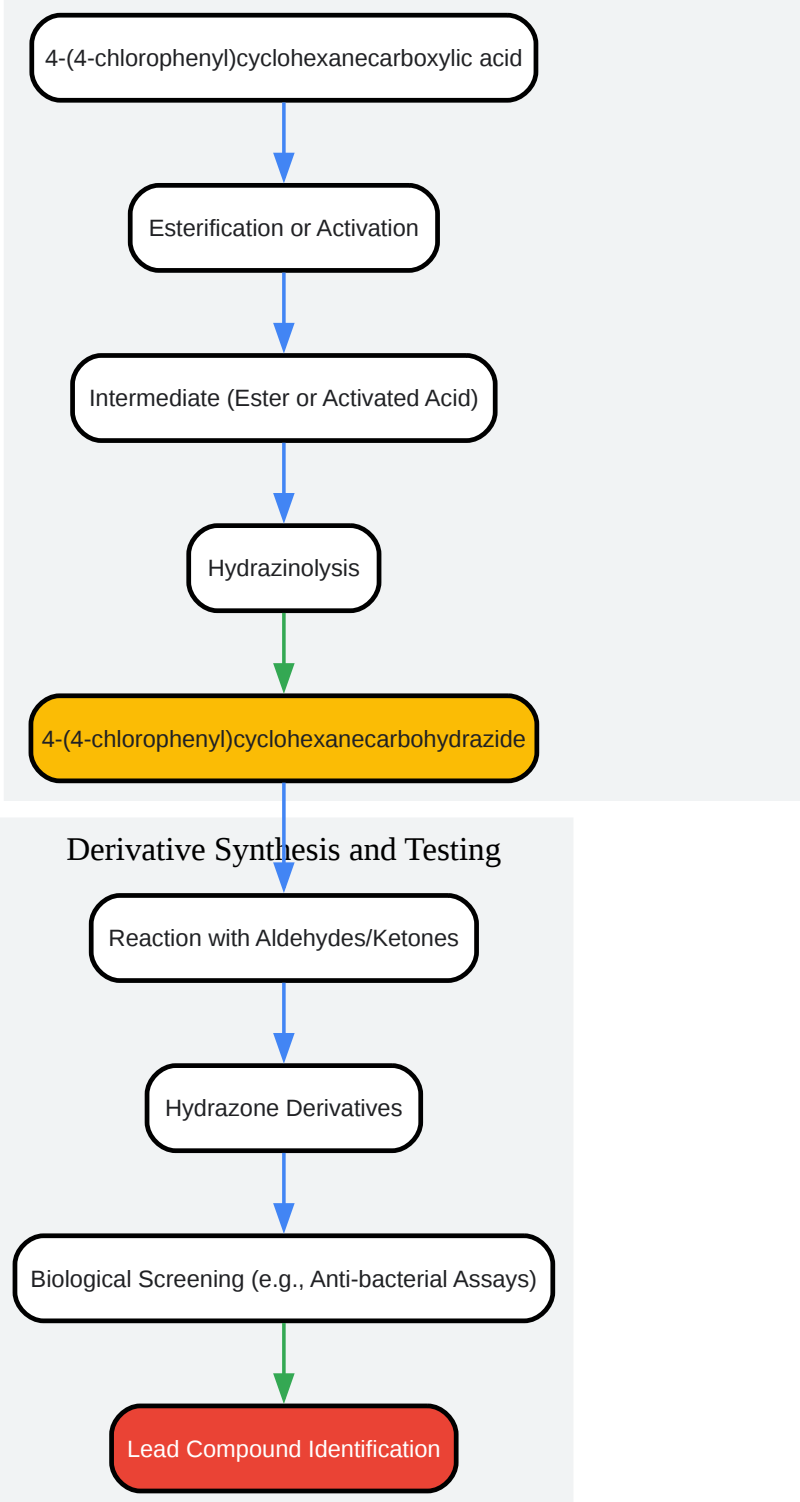 4-(4-chlorophenyl)cyclohexanecarboxylic acid
Esterification or Activation
Intermediate (Ester or Activated Acid)
Hydrazinolysis
4-(4-chlorophenyl)cyclohexanecarbohydrazide
Derivative Synthesis and Testing
Reaction with Aldehydes/Ketones
Hydrazone Derivatives
Biological Screening (e.g., Anti-bacterial Assays)
Lead Compound Identification